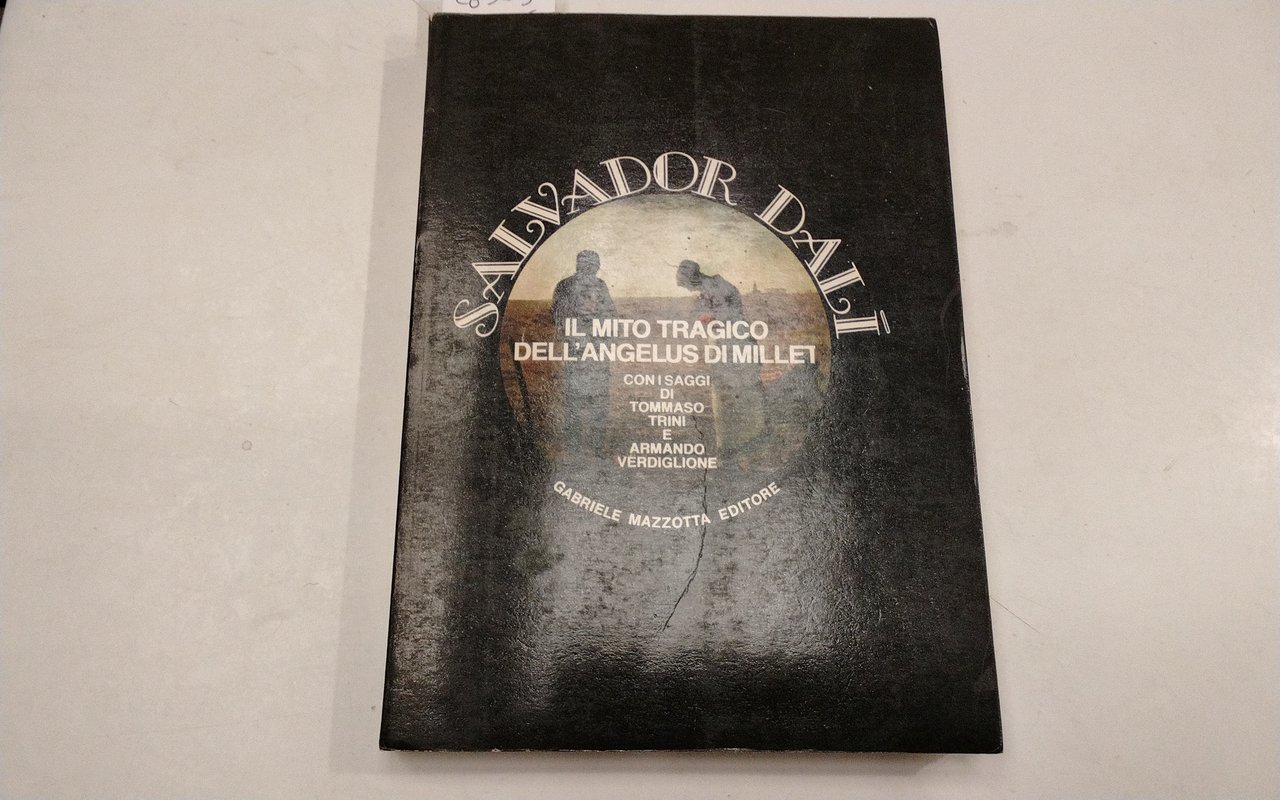 SALVADOR DALÍ
IL MITO TRAGICO
DELL'ANGELUS DI MILLET
CON I SAGGI
DI
TOMMASO
TRINI
E
ARMANDO
VERDIGLIONE
GABRIELE MAZZOTTA EDITORE